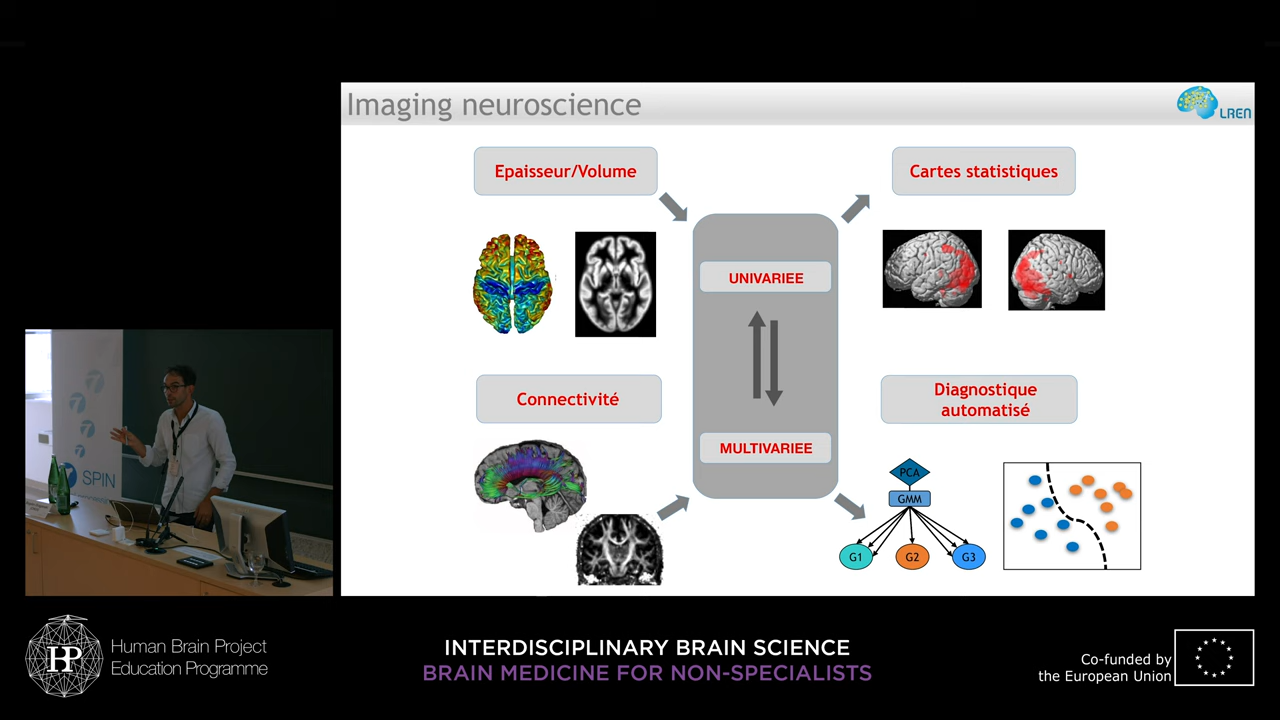 Imaging neuroscience
LREN
Epaisseur/Volume
Cartes statistiques
UNIVARIEE
Connectivité
Diagnostique
automatisé
MULTIVARIEE
PCA
GMM
G1
G2
G3
SPIN
Human Brain Project
Education Programme
INTERDISCIPLINARY BRAIN SCIENCE
BRAIN MEDICINE FOR NON-SPECIALISTS
Co-funded by
the European Union